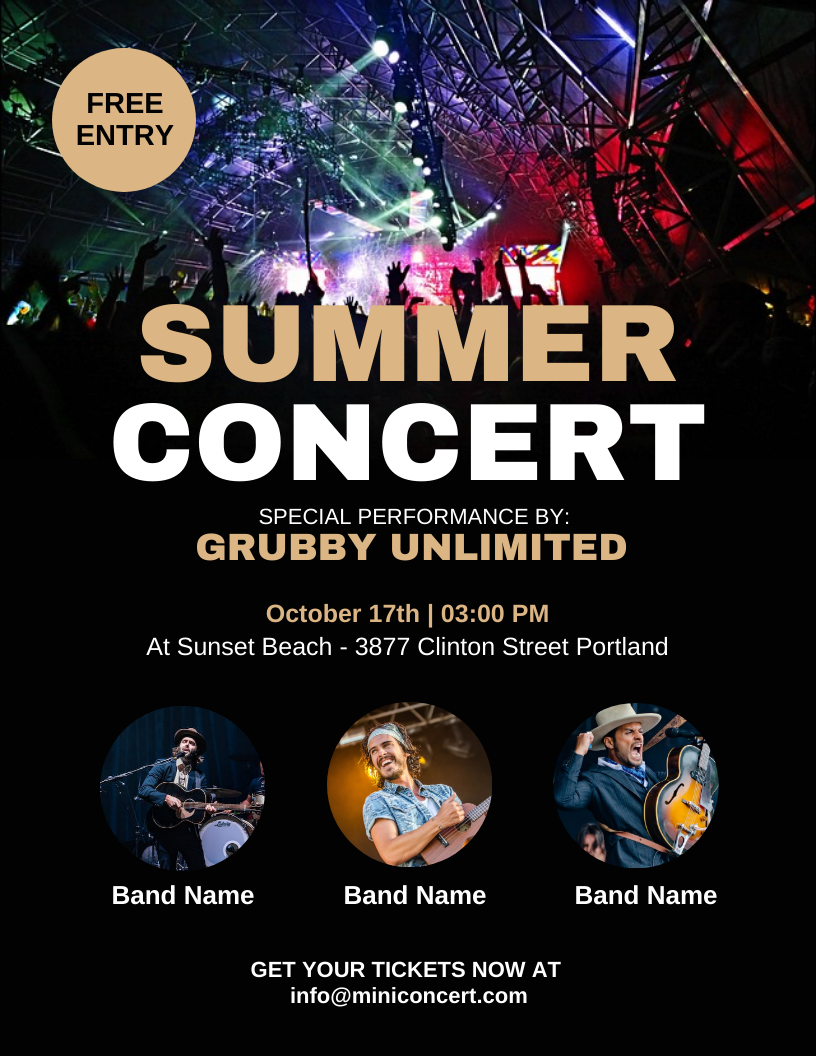 FREE
ENTRY
SUMMER
CONCERT
SPECIAL PERFORMANCE BY:
GRUBBY UNLIMITED
October 17th | 03:00 PM
At Sunset Beach - 3877 Clinton Street Portland
Band Name
Band Name
Band Name
GET YOUR TICKETS NOW AT
info@miniconcert.com